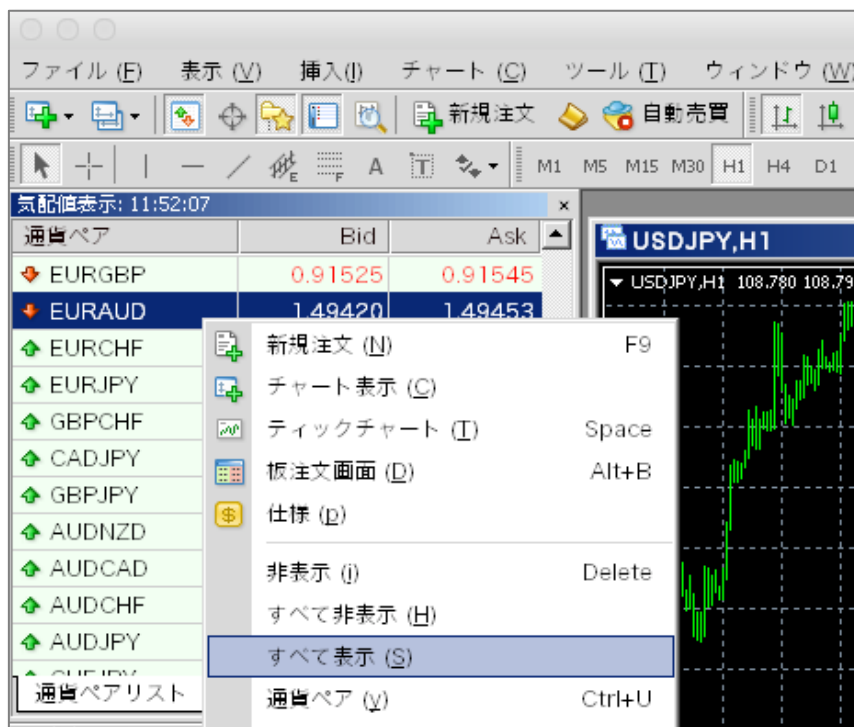 ファイル (F) 表示 (V) 挿入(I) チャート (C) ツール (T) ウィンドウ (W)
新規注文 自動売買
E F A T M1 M5 M15 M30 H1 H4 D1
気配値表示: 11:52:07 ×
通貨ペア Bid Ask
USDJPY,H1
EURGBP 0.91525 0.91545
USDJPY,H1 108.780 108.79
EURAUD 1.49420 1.49453
EURCHF
EURJPY
GBPCHF
CADJPY
GBPJPY
AUDNZD
AUDCAD
AUDCHF
AUDJPY
新規注文 (N) F9
チャート表示 (C)
ティックチャート (T) Space
板注文画面 (D) Alt+B
仕様 (p)
非表示 (i) Delete
すべて非表示 (H)
すべて表示 (S)
通貨ペア (y) Ctrl+U
通貨ペアリスト